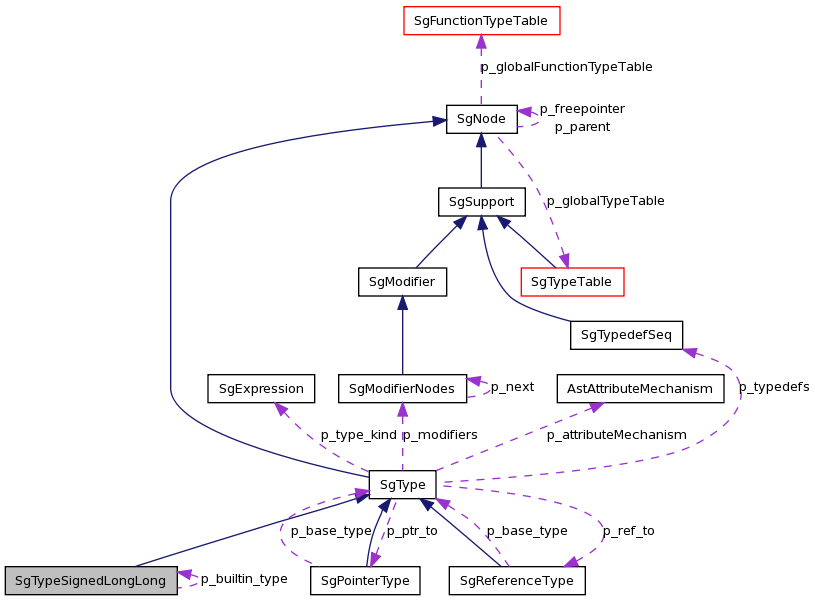 SgFunctionTypeTable
p_globalFunctionTypeTable
SgNode
p_freepointer
p_parent
SgSupport
p_globalTypeTable
SgModifier
SgTypeTable
SgTypedefSeq
SgExpression
SgModifierNodes
p_next
AstAttributeMechanism
p_typedefs
p_type_kind
p_modifiers
p_attributeMechanism
SgType
p_base_type
p_ptr_to
p_base_type
p_ref_to
SgTypeSignedLongLong
p_builtin_type
SgPointerType
SgReferenceType